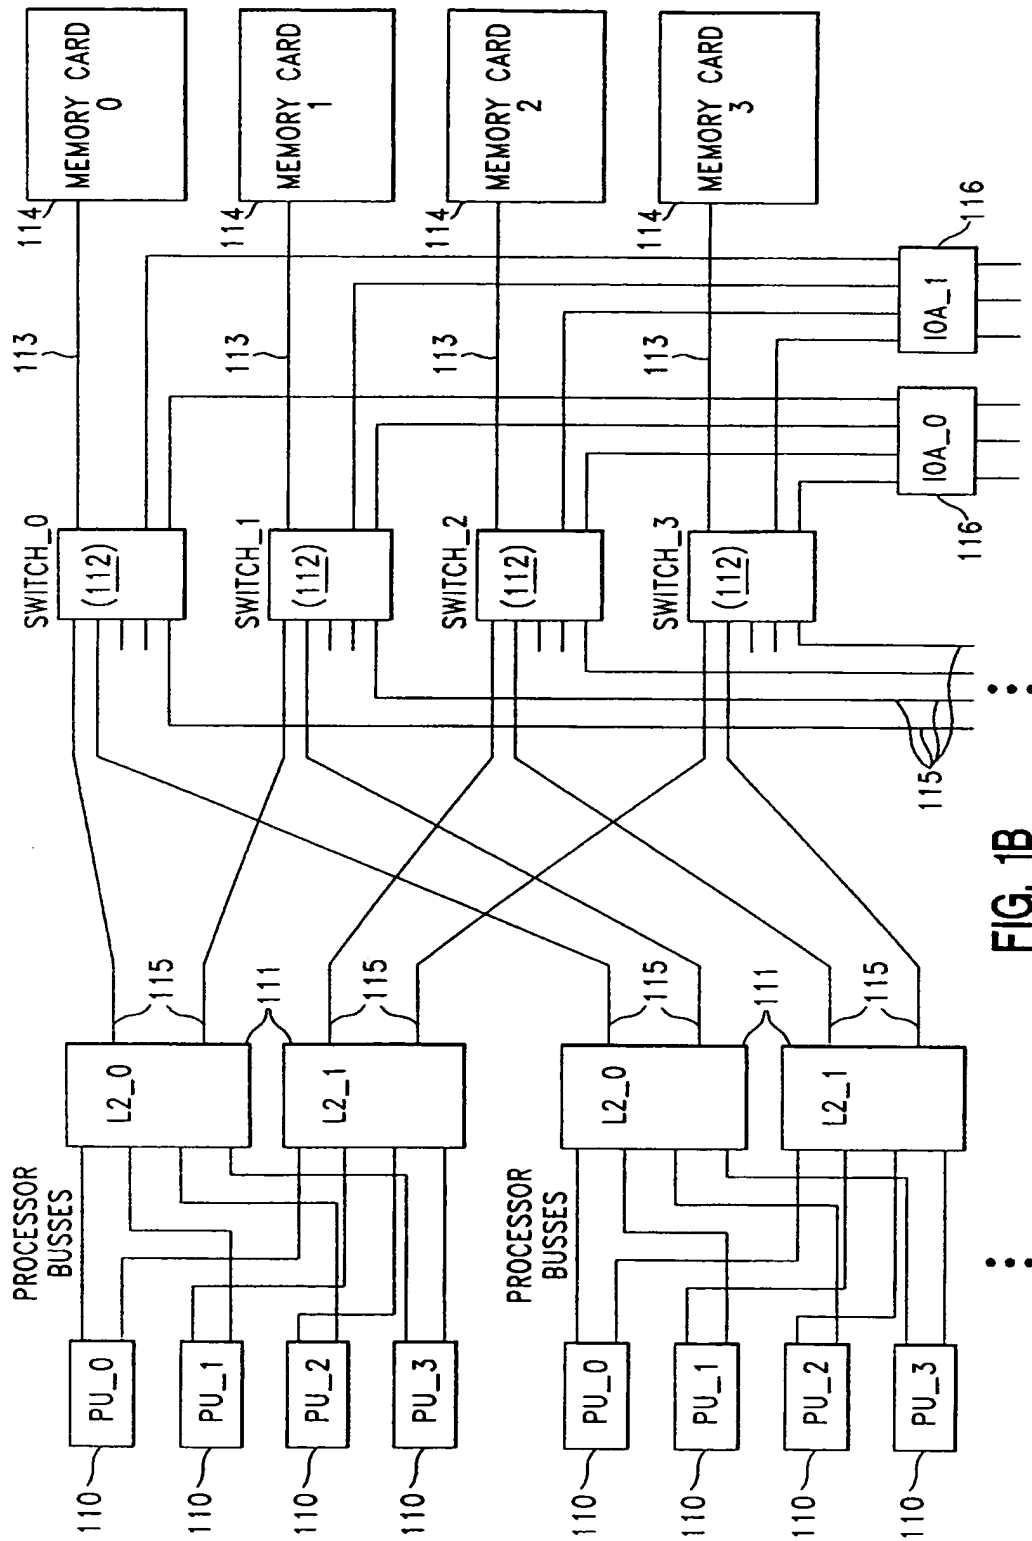 MEMORY CARD
0
MEMORY CARD
1
MEMORY CARD
2
MEMORY CARD
3
114
114
114
114
116
113
113
113
113
IOA_1
IOA_0
116
SWITCH_0
(112)
SWITCH_1
(112)
SWITCH_2
(112)
SWITCH_3
(112)
115
115
115
115
115
111
111
L2_0
L2_1
L2_0
L2_1
PROCESSOR
BUSSES
PROCESSOR
BUSSES
PU_0
PU_1
PU_2
PU_3
PU_0
PU_1
PU_2
PU_3
110
110
110
110
110
110
110
110
FIG. 1B